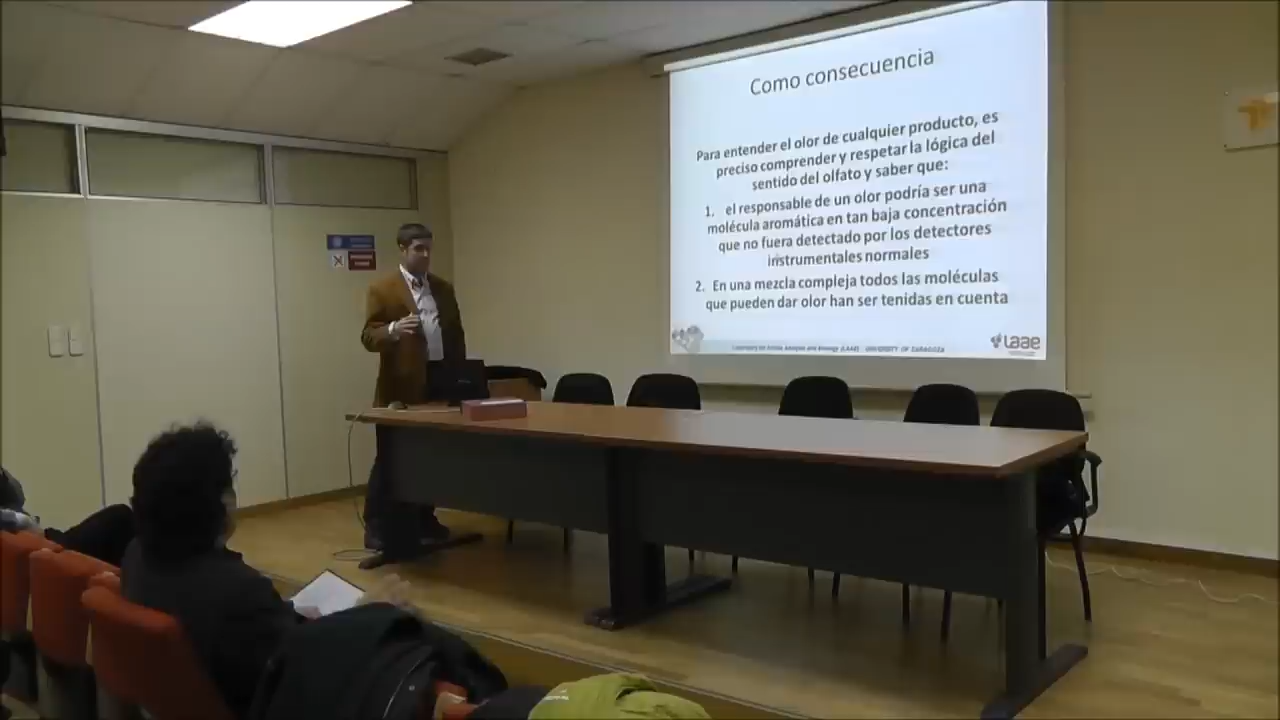 Como consecuencia
Para entender el olor de cualquier producto, es
preciso comprender y respetar la lógica del
sentido del olfato y saber que:
1. el responsable de un olor podría ser una
molécula aromática en tan baja concentración
que no fuera detectado por los detectores
instrumentales normales
2. En una mezcla compleja todos las moléculas
que pueden dar olor han ser tenidas en cuenta
UNIVERSITY OF ZARAGOZA
Laae